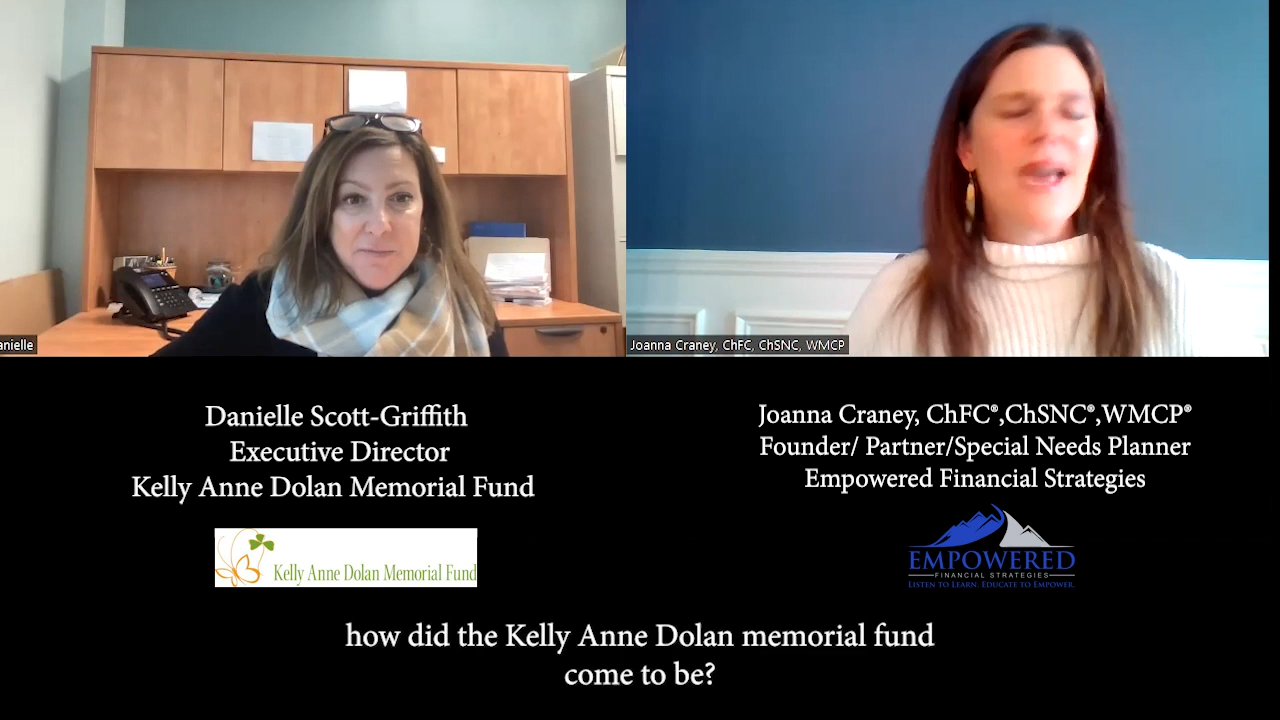 anielle
Joanna Craney, ChFC, ChSNC, WMCP
Danielle Scott-Griffith
Executive Director
Kelly Anne Dolan Memorial Fund
Joanna Craney, ChFC®,ChSNC®,WMCP®
Founder/ Partner/Special Needs Planner
Empowered Financial Strategies
Kelly Anne Dolan Memorial Fund
EMPOWERED
FINANCIAL STRATEGIES
LISTEN TO LEARN. EDUCATE TO EMPOWER.
how did the Kelly Anne Dolan memorial fund
come to be?